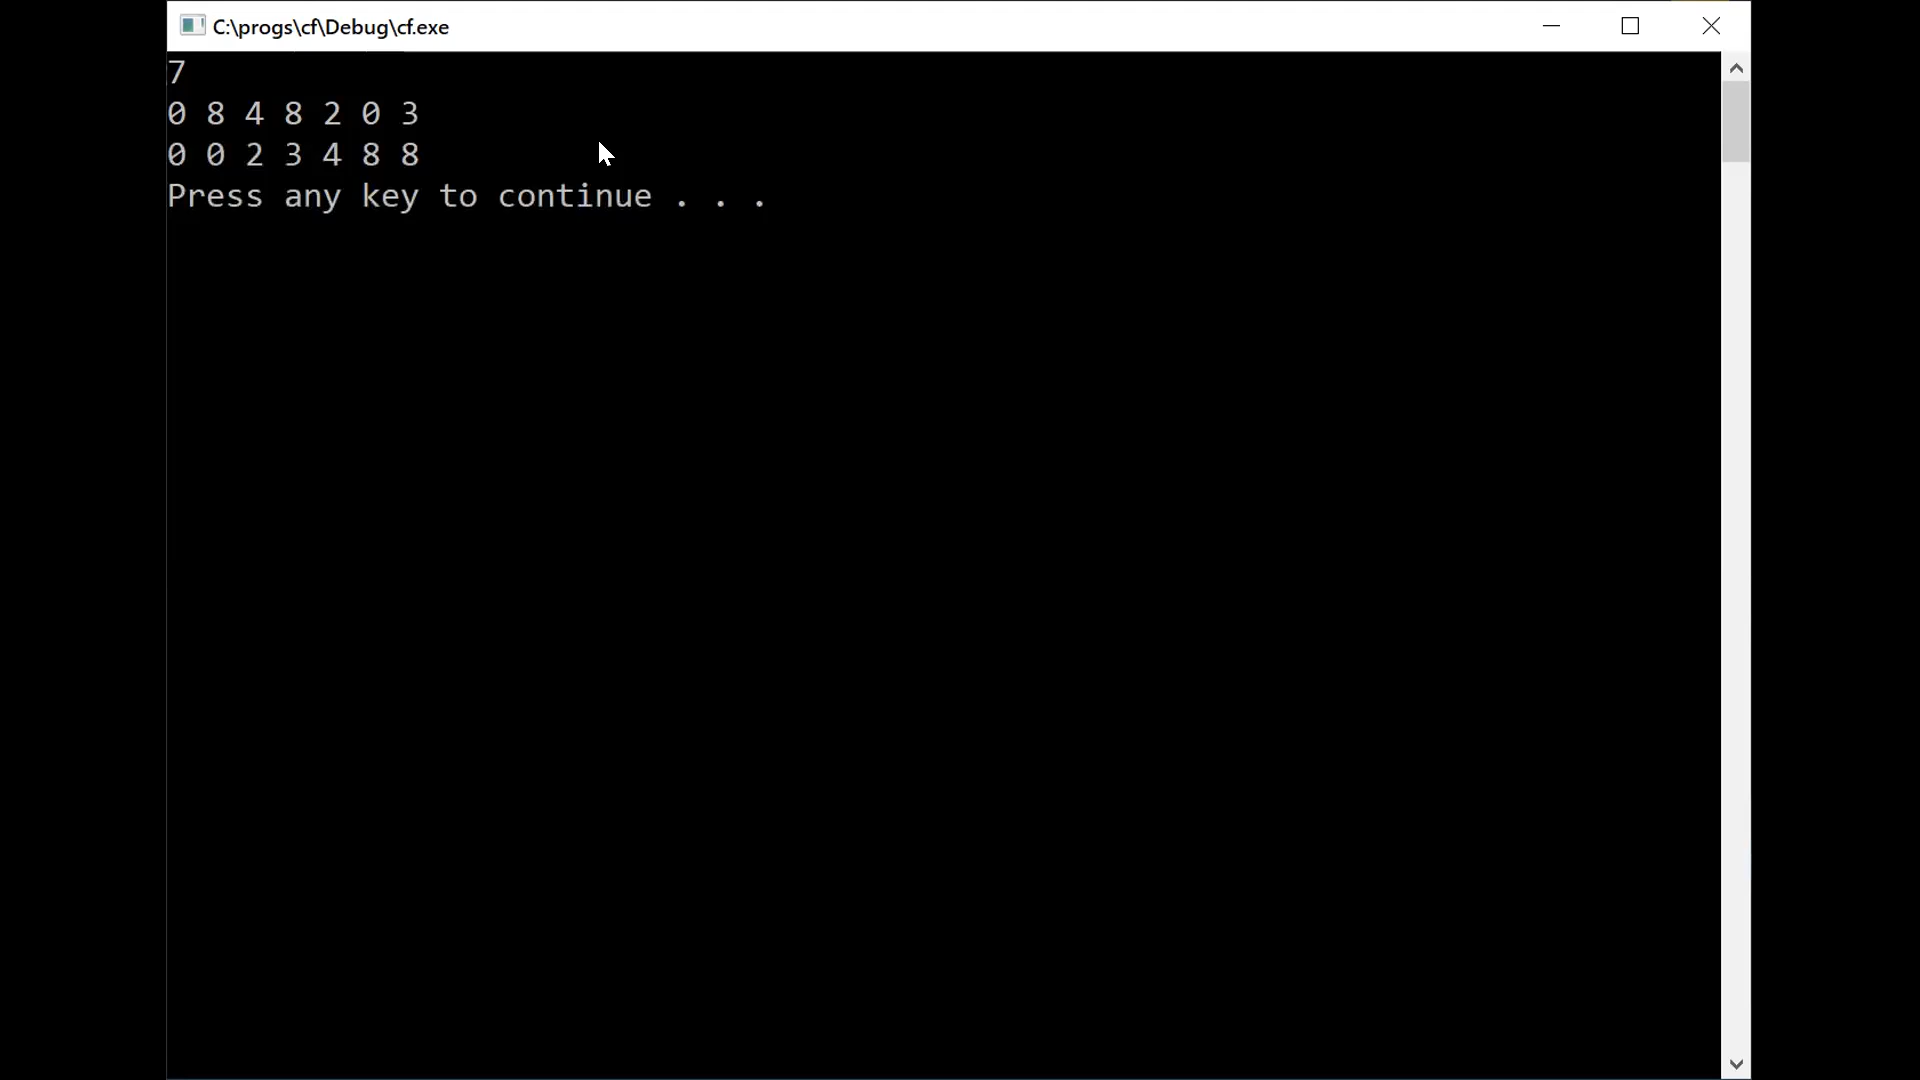 C:\progs\cf\Debug\cf.exe
7
0 8 4 8 2 0 3
0 0 2 3 4 8 8
Press any key to continue . . .